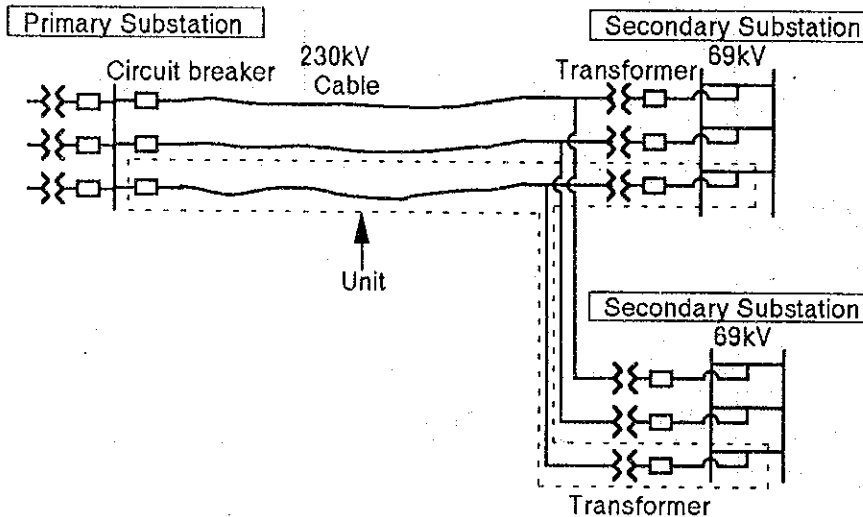 Primary Substation
Secondary Substation
69kV
230kV
Circuit breaker
Cable
Transformer
Unit
Secondary Substation
69kV
Transformer